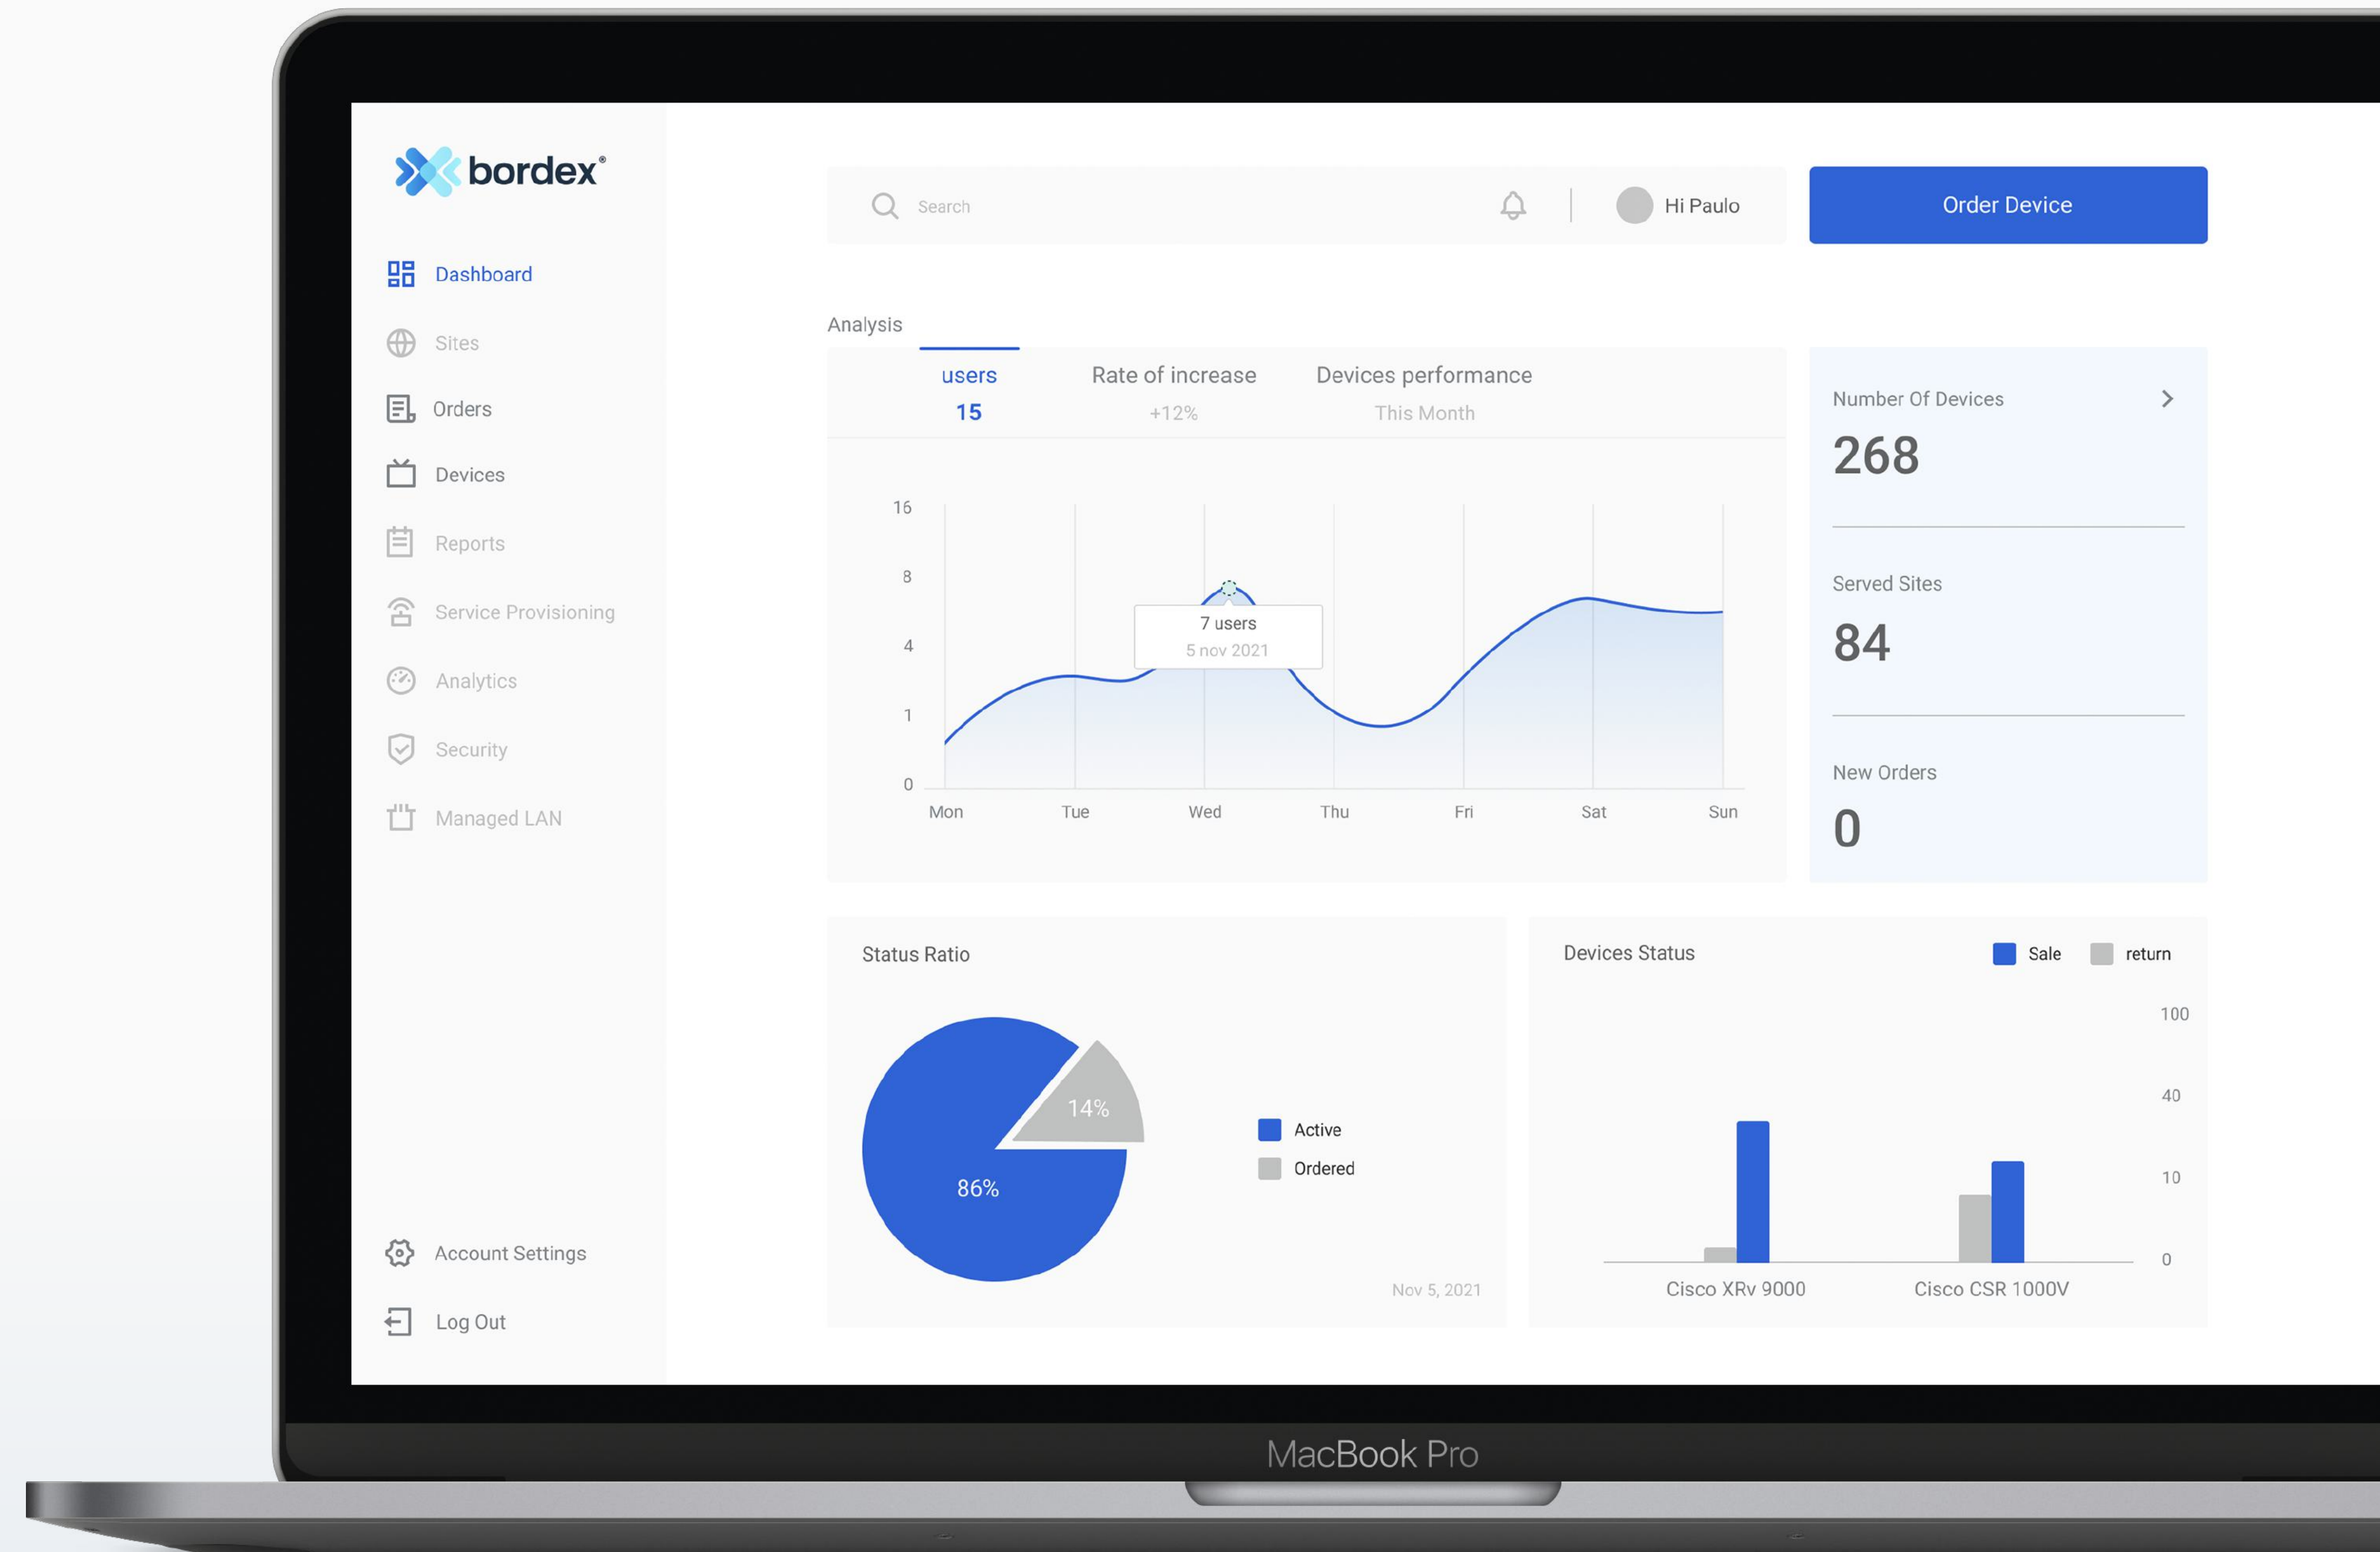 bordex®
Dashboard
Sites
Orders
Devices
Reports
Service Provisioning
Analytics
Security
Managed LAN
Account Settings
Log Out
Search
Hi Paulo
Order Device
Analysis
users
15
Rate of increase
+12%
Devices performance
This Month
16
8
4
1
0
7 users
5 nov 2021
Mon Tue Wed Thu Fri Sat Sun
Number Of Devices
268
Served Sites
84
New Orders
0
Status Ratio
14%
86%
Active
Ordered
Nov 5, 2021
Devices Status
Sale return
100
40
10
0
Cisco XRv 9000 Cisco CSR 1000V
MacBook Pro